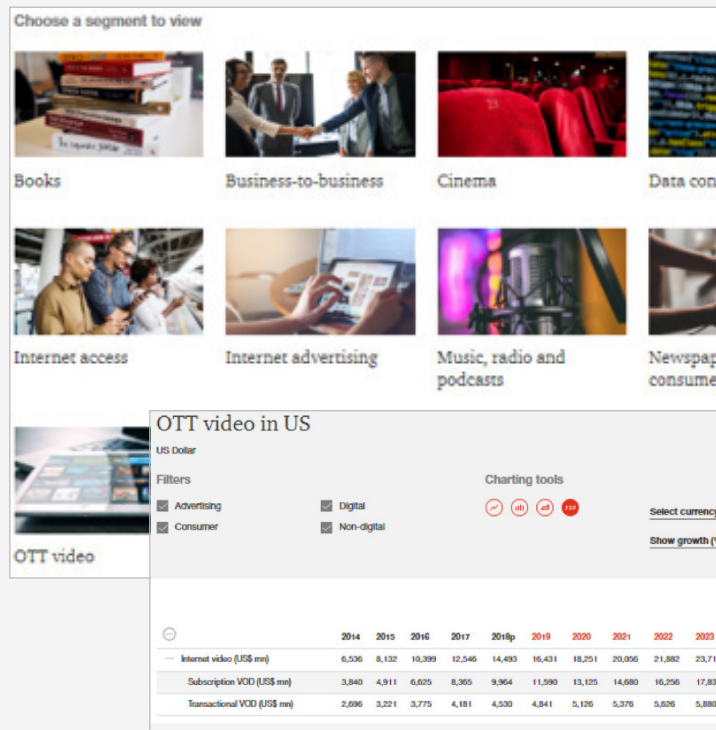 Choose a segment to view
Books
Business-to-business
Cinema
Data con
Internet access
Internet advertising
Music, radio and
podcasts
Newspap
consume
OTT video
OTT video in US
US Dollar
Filters
Charting tools
Advertising
Digital
Consumer
Non-digital
Select currency
Show growth (%
2014 2015 2016 2017 2018p 2019 2020 2021 2022 2023
Internet video (US$ mn) 6,536 8,132 10,399 12,546 14,493 16,431 18,251 20,056 21,882 23,71
Subscription VOD (US$ mn) 3,840 4,911 6,625 8,365 9,964 11,590 13,125 14,680 16,256 17,83
Transactional VOD (US$ mn) 2,696 3,221 3,775 4,181 4,530 4,841 5,126 5,376 5,626 5,880